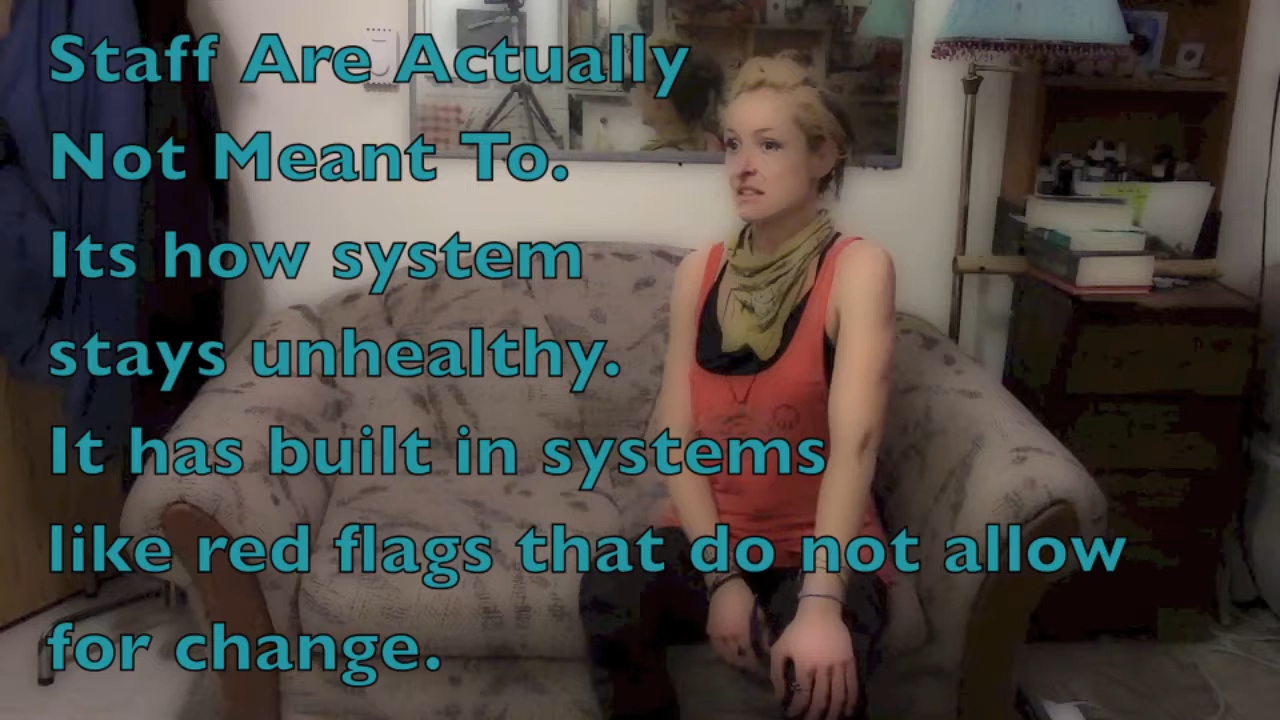 Staff Are Actually
Not Meant To.
Its how system
stays unhealthy.
It has built in systems
like red flags that do not allow
for change.